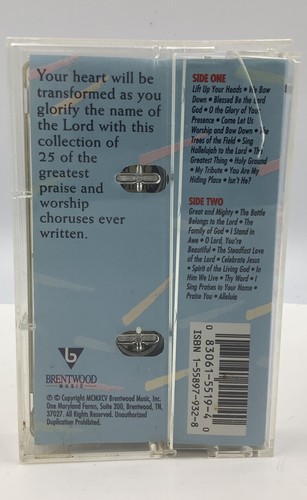 Your heart will be
transformed as you
glorify the name of
the Lord with this
collection of
25 of the
greatest
praise and
worship
choruses ever
written.
BRENTWOOD
MUSIC
℗ © Copyright MCMXCV Brentwood Music, Inc.
One Maryland Farms, Suite 200, Brentwood, TN,
37027. All Rights Reserved. Unauthorized
Duplication Prohibited.
SIDE ONE
Lift Up Your Heads • We Bow
Down • Blessed Be the Lord
God • O the Glory of Your
Presence • Come Let Us
Worship and Bow Down • The
Trees of the Field • Sing
Hallelujah to the Lord • The
Greatest Thing • Holy Ground
• My Tribute • You Are My
Hiding Place • Isn't He?
SIDE TWO
Great and Mighty • The Battle
Belongs to the Lord • The
Family of God • I Stand in
Awe • O Lord, You're
Beautiful • The Steadfast Love
of the Lord • Celebrate Jesus
• Spirit of the Living God • In
Him We Live • Thy Word • I
Sing Praises to Your Name •
Praise You • Alleluia
0 83061-5519-4 0
ISBN 1-55897-932-8